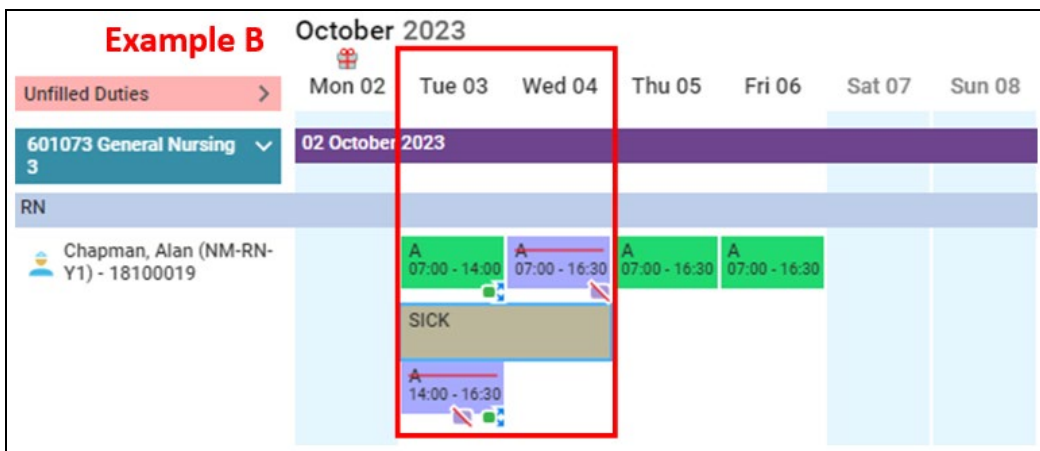 Example B
October 2023
Unfilled Duties
Mon 02 Tue 03 Wed 04 Thu 05 Fri 06 Sat 07 Sun 08
601073 General Nursing
3
02 October 2023
RN
Chapman, Alan (NM-RN-
Y1) - 18100019
A A A A
07:00 - 14:00 07:00 - 16:30 07:00 - 16:30 07:00 - 16:30
SICK
A
14:00 - 16:30